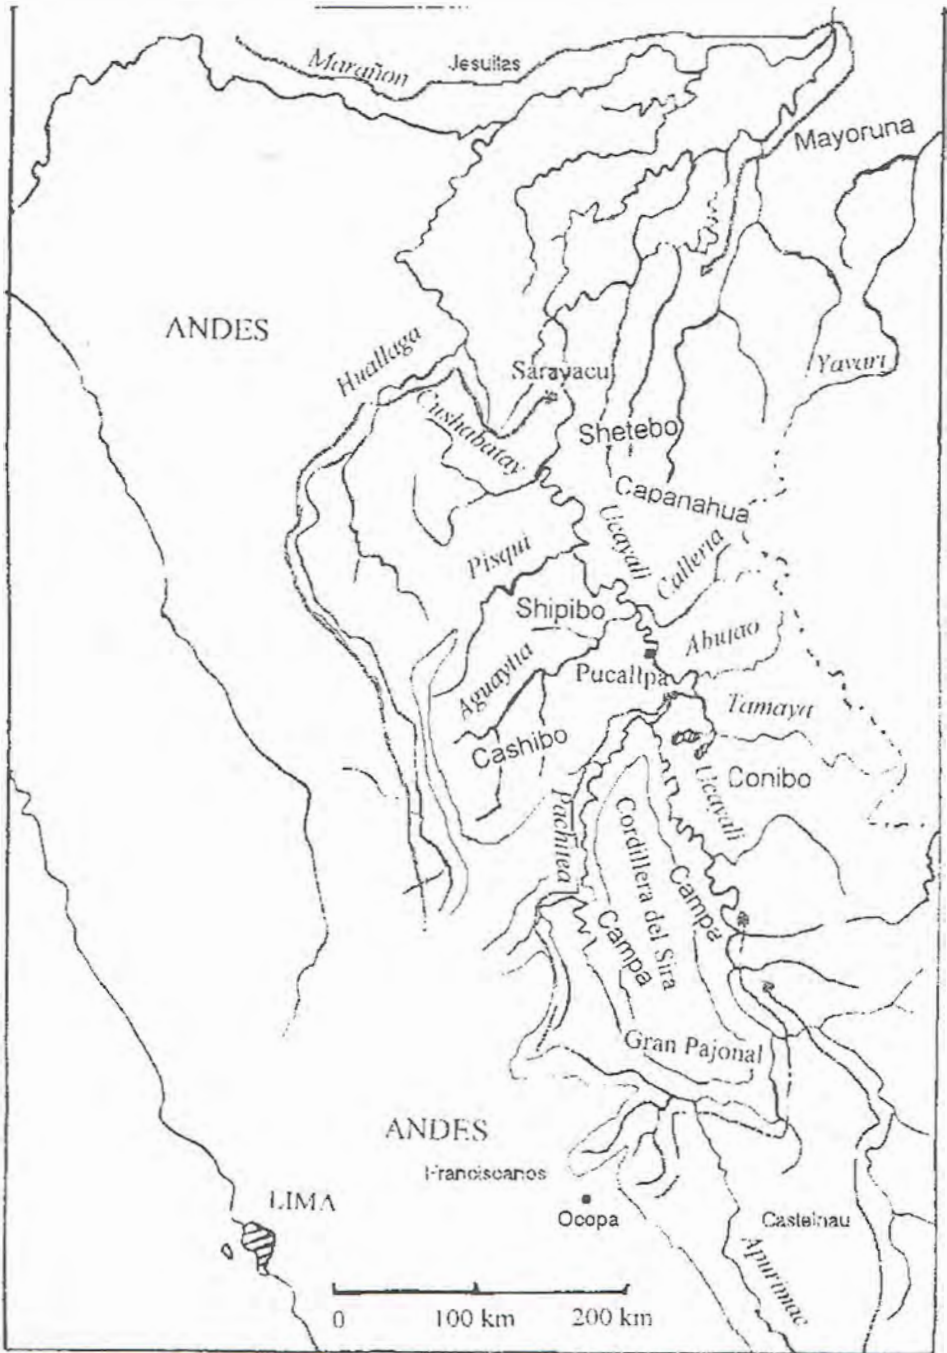 Marañon
Jesuitas
Mayoruna
ANDES
Huallaga
Yavari
Sarayacu
Cushabatay
Shetebo
Capanahua
Ucayali
Calleria
Pisqui
Shipibo
Abujao
Aguaytia
Pucallpa
Tamaya
Cashibo
Ucayali
Conibo
Pachitea
Cordillera del Sira
Campa
Campa
Gran Pajonal
ANDES
Franciscanos
LIMA
Ocopa
Castelnau
Apurimac
0 100 km 200 km